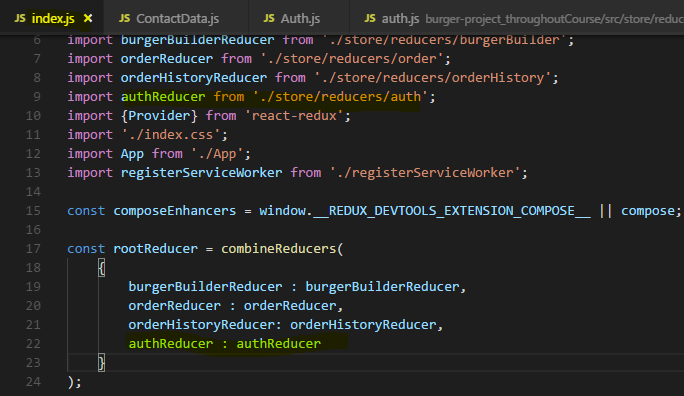 JS index.js × JS ContactData.js JS Auth.js JS auth.js burger-project_throughoutCourse/src/store/reduc
6 import burgerBuilderReducer from './store/reducers/burgerBuilder';
7 import orderReducer from './store/reducers/order';
8 import orderHistoryReducer from './store/reducers/orderHistory';
9 import authReducer from './store/reducers/auth';
10 import {Provider} from 'react-redux';
11 import './index.css';
12 import App from './App';
13 import registerServiceWorker from './registerServiceWorker';
14
15 const composeEnhancers = window.__REDUX_DEVTOOLS_EXTENSION_COMPOSE__ || compose;
16
17 const rootReducer = combineReducers(
18 {
19 burgerBuilderReducer : burgerBuilderReducer,
20 orderReducer : orderReducer,
21 orderHistoryReducer: orderHistoryReducer,
22 authReducer : authReducer
23 }
24 );